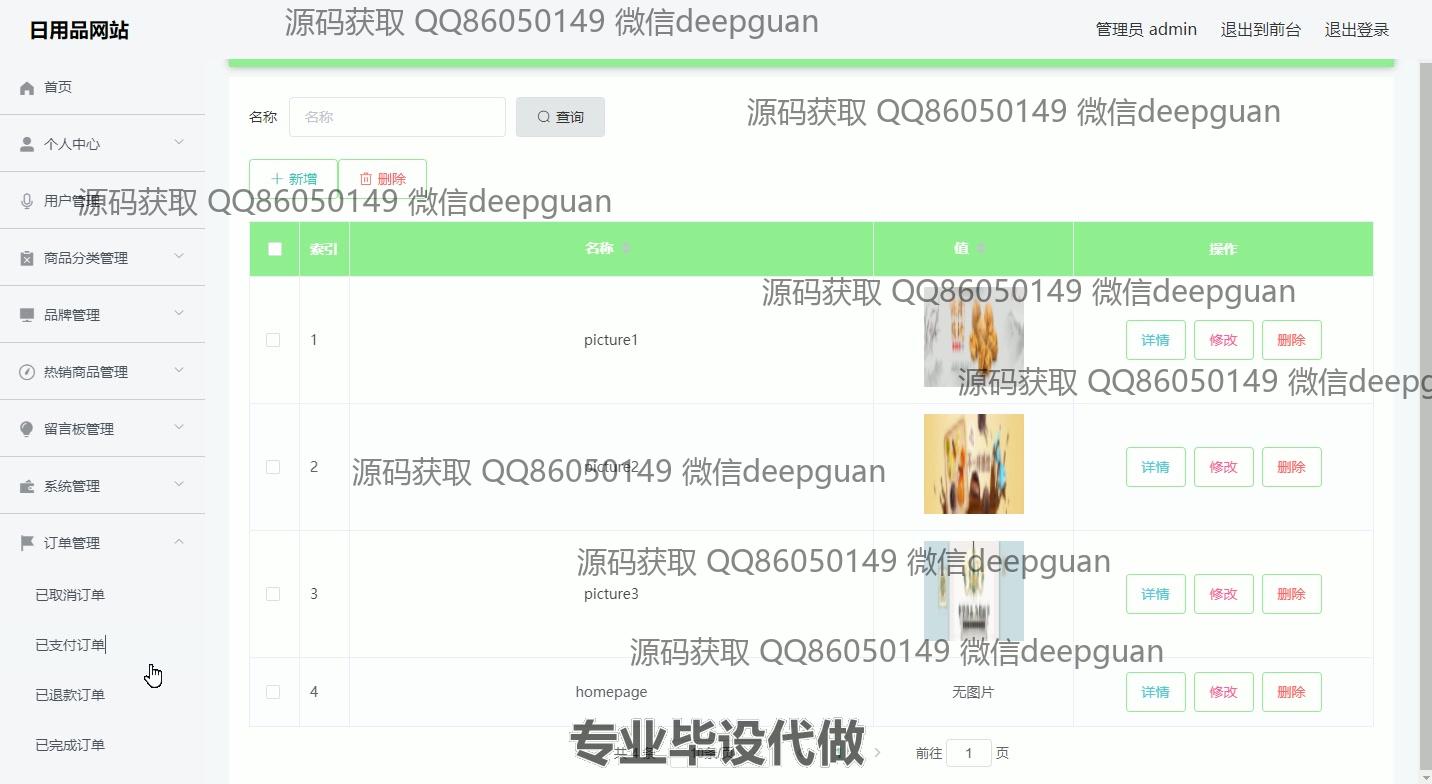 日用品网站
源码获取 QQ86050149 微信deepguan
管理员 admin 退出到前台 退出登录
首页
个人中心
用户管理
商品分类管理
品牌管理
热销商品管理
留言板管理
系统管理
订单管理
已取消订单
已支付订单
已退款订单
已完成订单
名称 名称 查询
源码获取 QQ86050149 微信deepguan
新增 删除
源码获取 QQ86050149 微信deepguan
索引 名称 值 操作
源码获取 QQ86050149 微信deepguan
1 picture1 详情 修改 删除
源码获取 QQ86050149 微信deepg
2 picture2 详情 修改 删除
源码获取 QQ86050149 微信deepguan
源码获取 QQ86050149 微信deepguan
3 picture3 详情 修改 删除
源码获取 QQ86050149 微信deepguan
4 homepage 无图片 详情 修改 删除
专业毕设代做
共 4 条 10条/页 前往 1 页